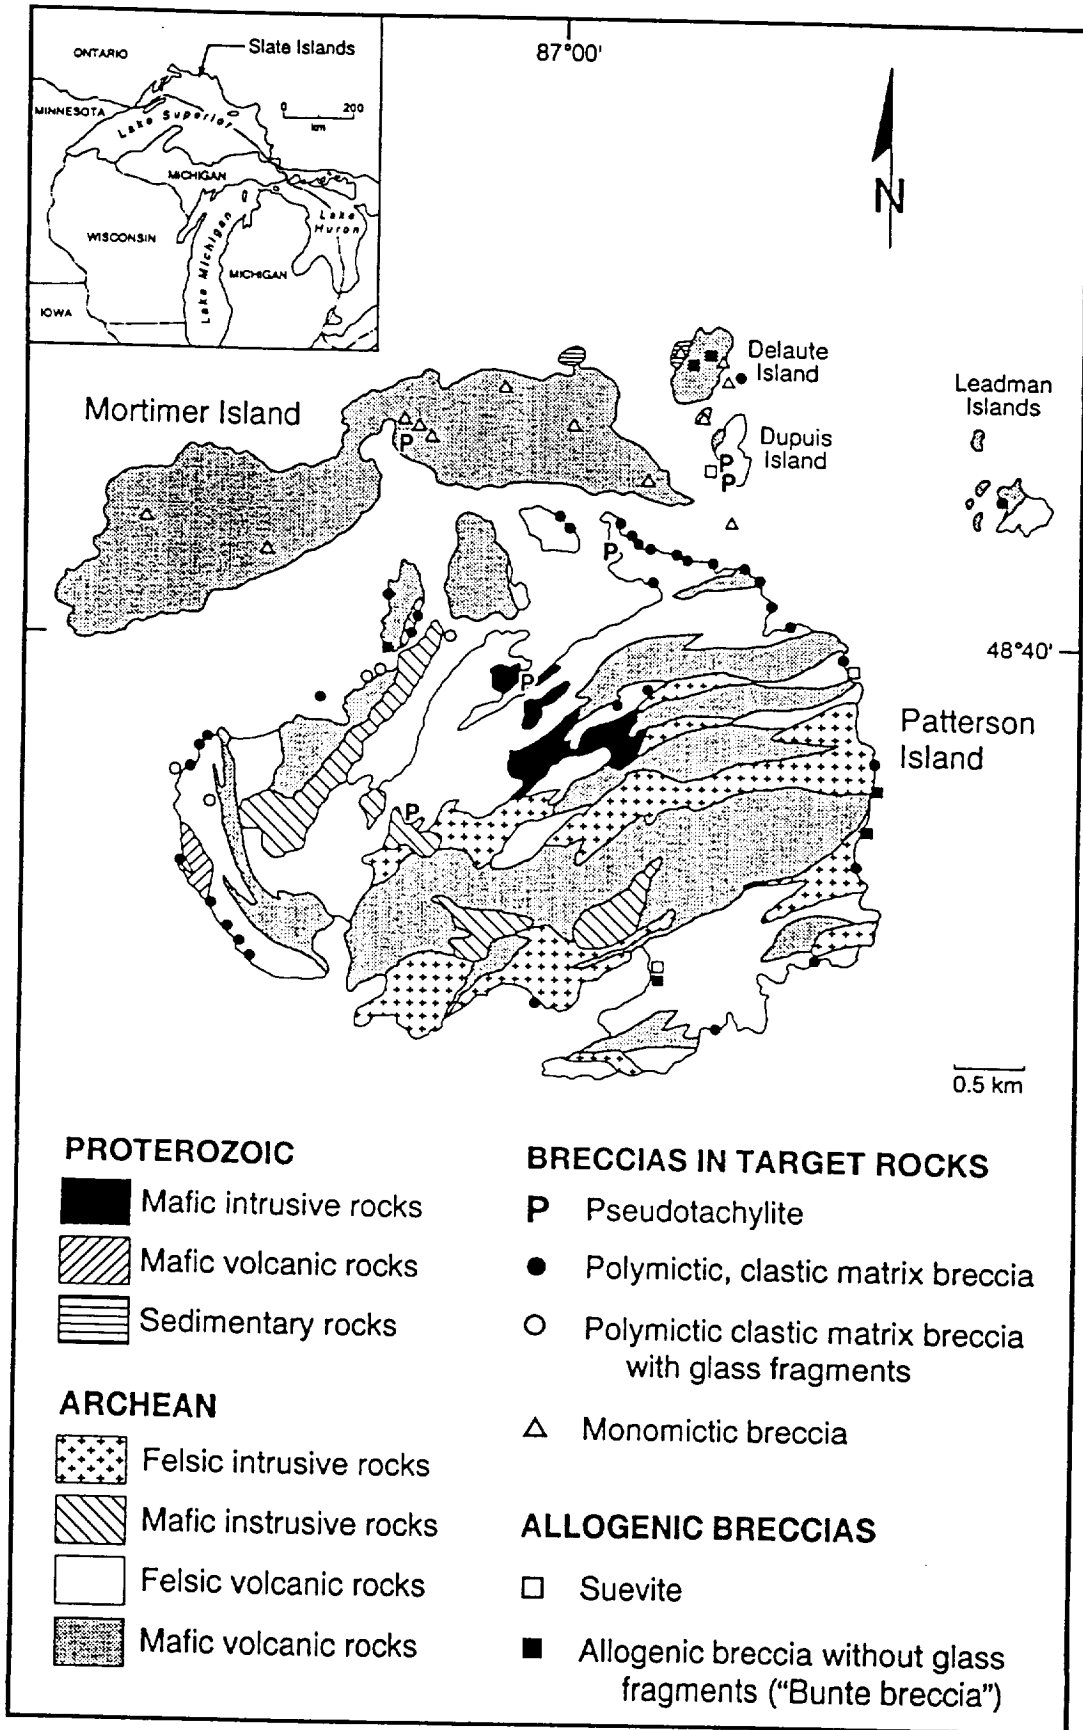 ONTARIO
Slate Islands
MINNESOTA
Lake Superior
0 200
km
MICHIGAN
WISCONSIN
Lake Michigan
MICHIGAN
Lake
Huron
IOWA
87°00'
N
Delaute
Island
Leadman
Islands
Mortimer Island
Dupuis
Island
P
P
P
P
48°40'
P
Patterson
Island
P
0.5 km
PROTEROZOIC
Mafic intrusive rocks
Mafic volcanic rocks
Sedimentary rocks
ARCHEAN
Felsic intrusive rocks
Mafic instrusive rocks
Felsic volcanic rocks
Mafic volcanic rocks
BRECCIAS IN TARGET ROCKS
P Pseudotachylite
Polymictic, clastic matrix breccia
Polymictic clastic matrix breccia
with glass fragments
Monomictic breccia
ALLOGENIC BRECCIAS
Suevite
Allogenic breccia without glass
fragments (“Bunte breccia”)